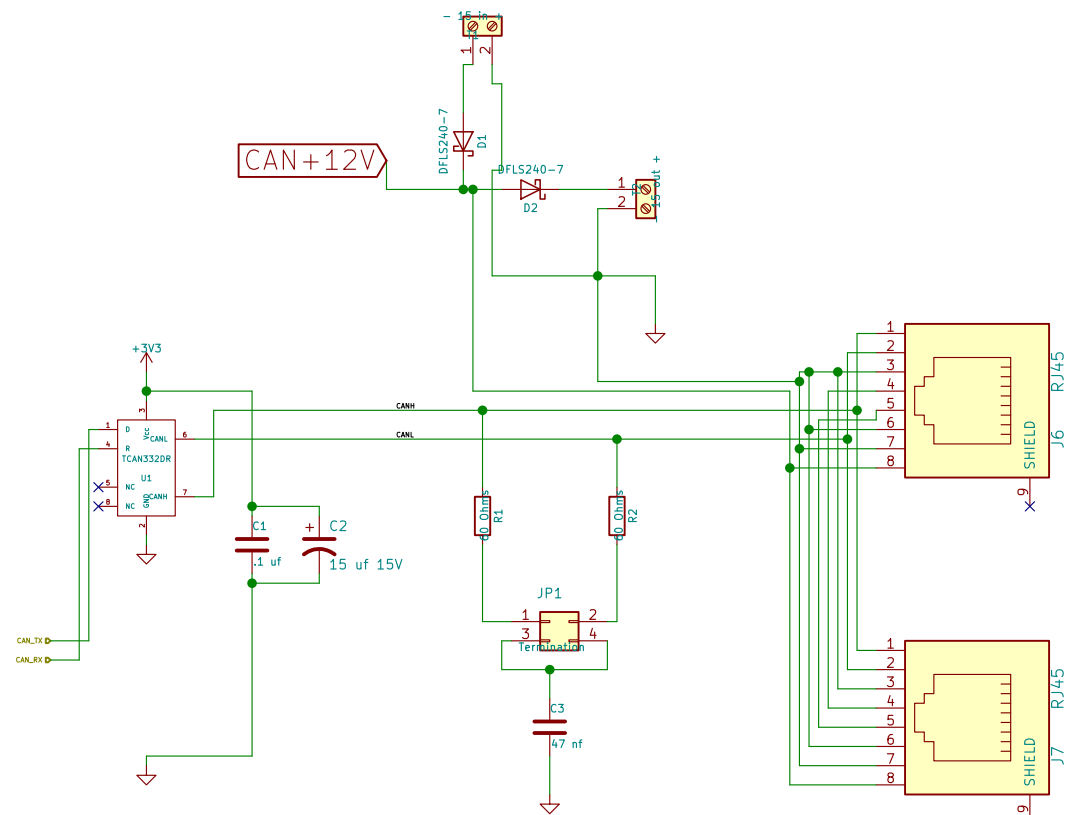 - 15 in +
T1
1
2
DFLS240-7
D1
CAN+12V
DFLS240-7
D2
1
2
- 15 out +
+3V3
CANH
CANL
3
Vcc
1
D
4
R
CANL
6
TCAN332DR
U1
5
NC
8
NC
CANH
7
GND
2
C1
.1 uf
+
C2
15 uf 15V
60 Ohms
R1
60 Ohms
R2
JP1
1
2
3
4
Termination
C3
47 nf
CAN_TX
CAN_RX
1
2
3
4
5
6
7
8
9
SHIELD
RJ45
J6
1
2
3
4
5
6
7
8
9
SHIELD
RJ45
J7